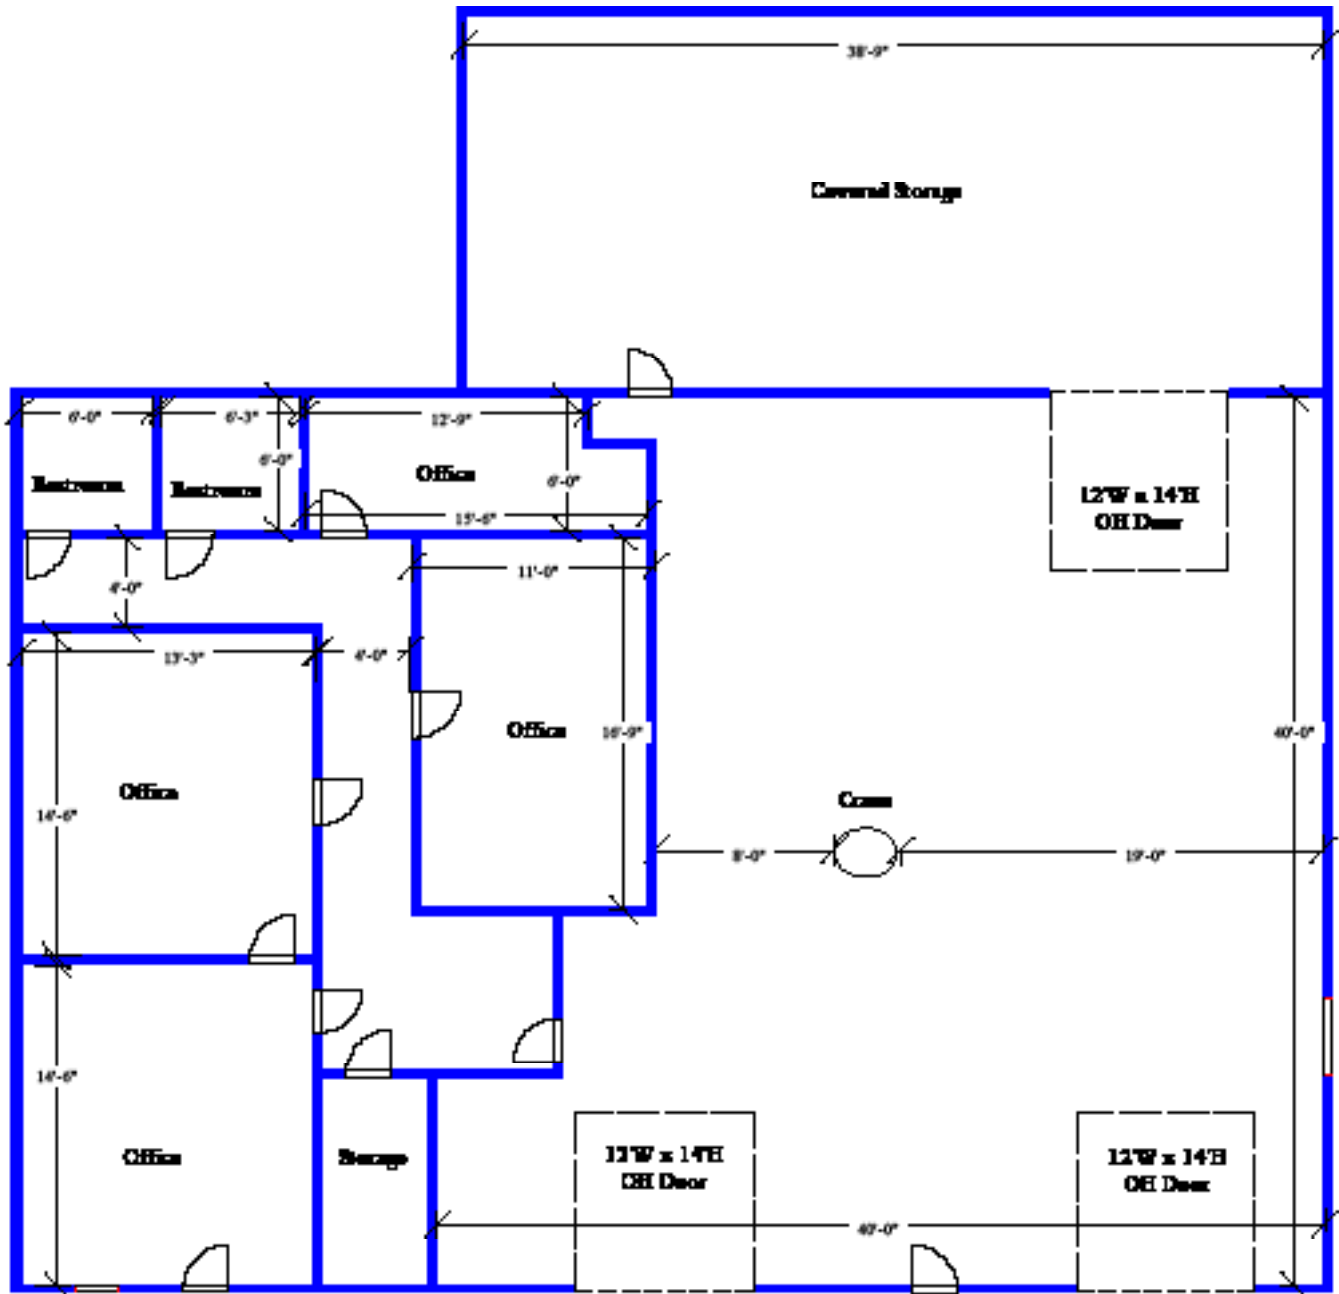 38'-9"
Covered Storage
6'-0"
6'-3"
12'-9"
6'-0"
Office
6'-0"
Restroom
Restroom
15'-6"
12'W x 14'H
OH Door
11'-0"
4'-0"
13'-3"
4'-0"
Office
16'-9"
40'-0"
Office
14'-6"
Crane
8'-0"
19'-0"
14'-6"
Office
Storage
12'W x 14'H
OH Door
12'W x 14'H
OH Door
40'-0"